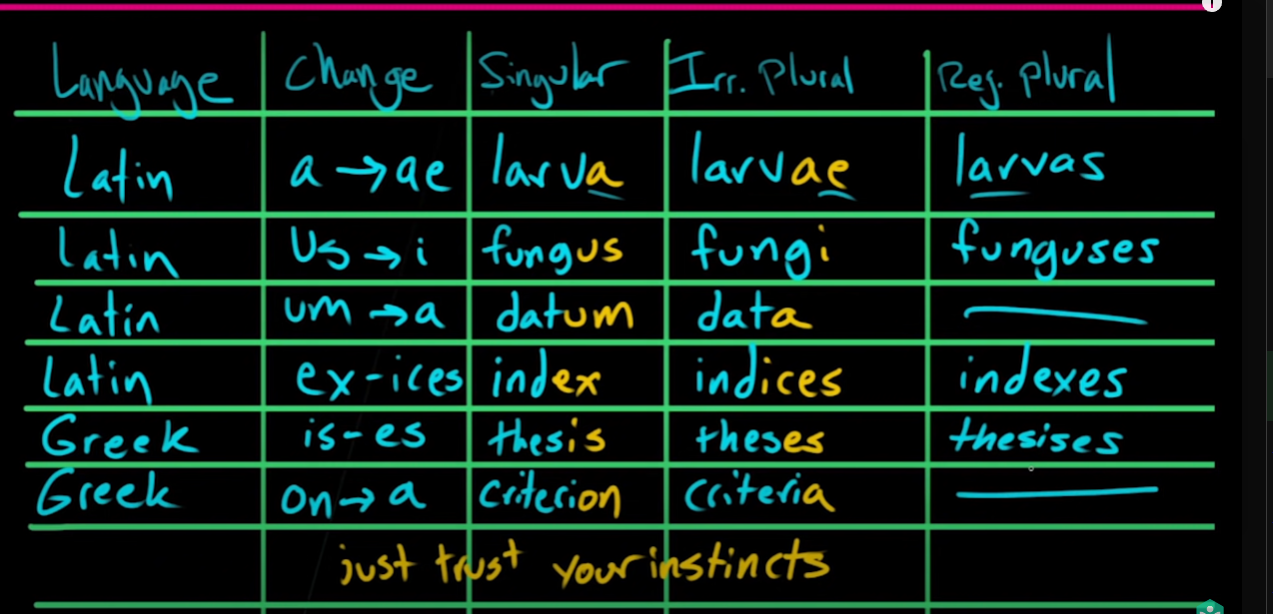 Language Change Singular Irr. Plural Reg. plural
Latin a → ae larva larvae larvas
Latin us → i fungus fungi funguses
Latin um → a datum data
Latin ex-ices index indices indexes
Greek is-es thesis theses thesises
Greek on → a criterion criteria
just trust your instincts